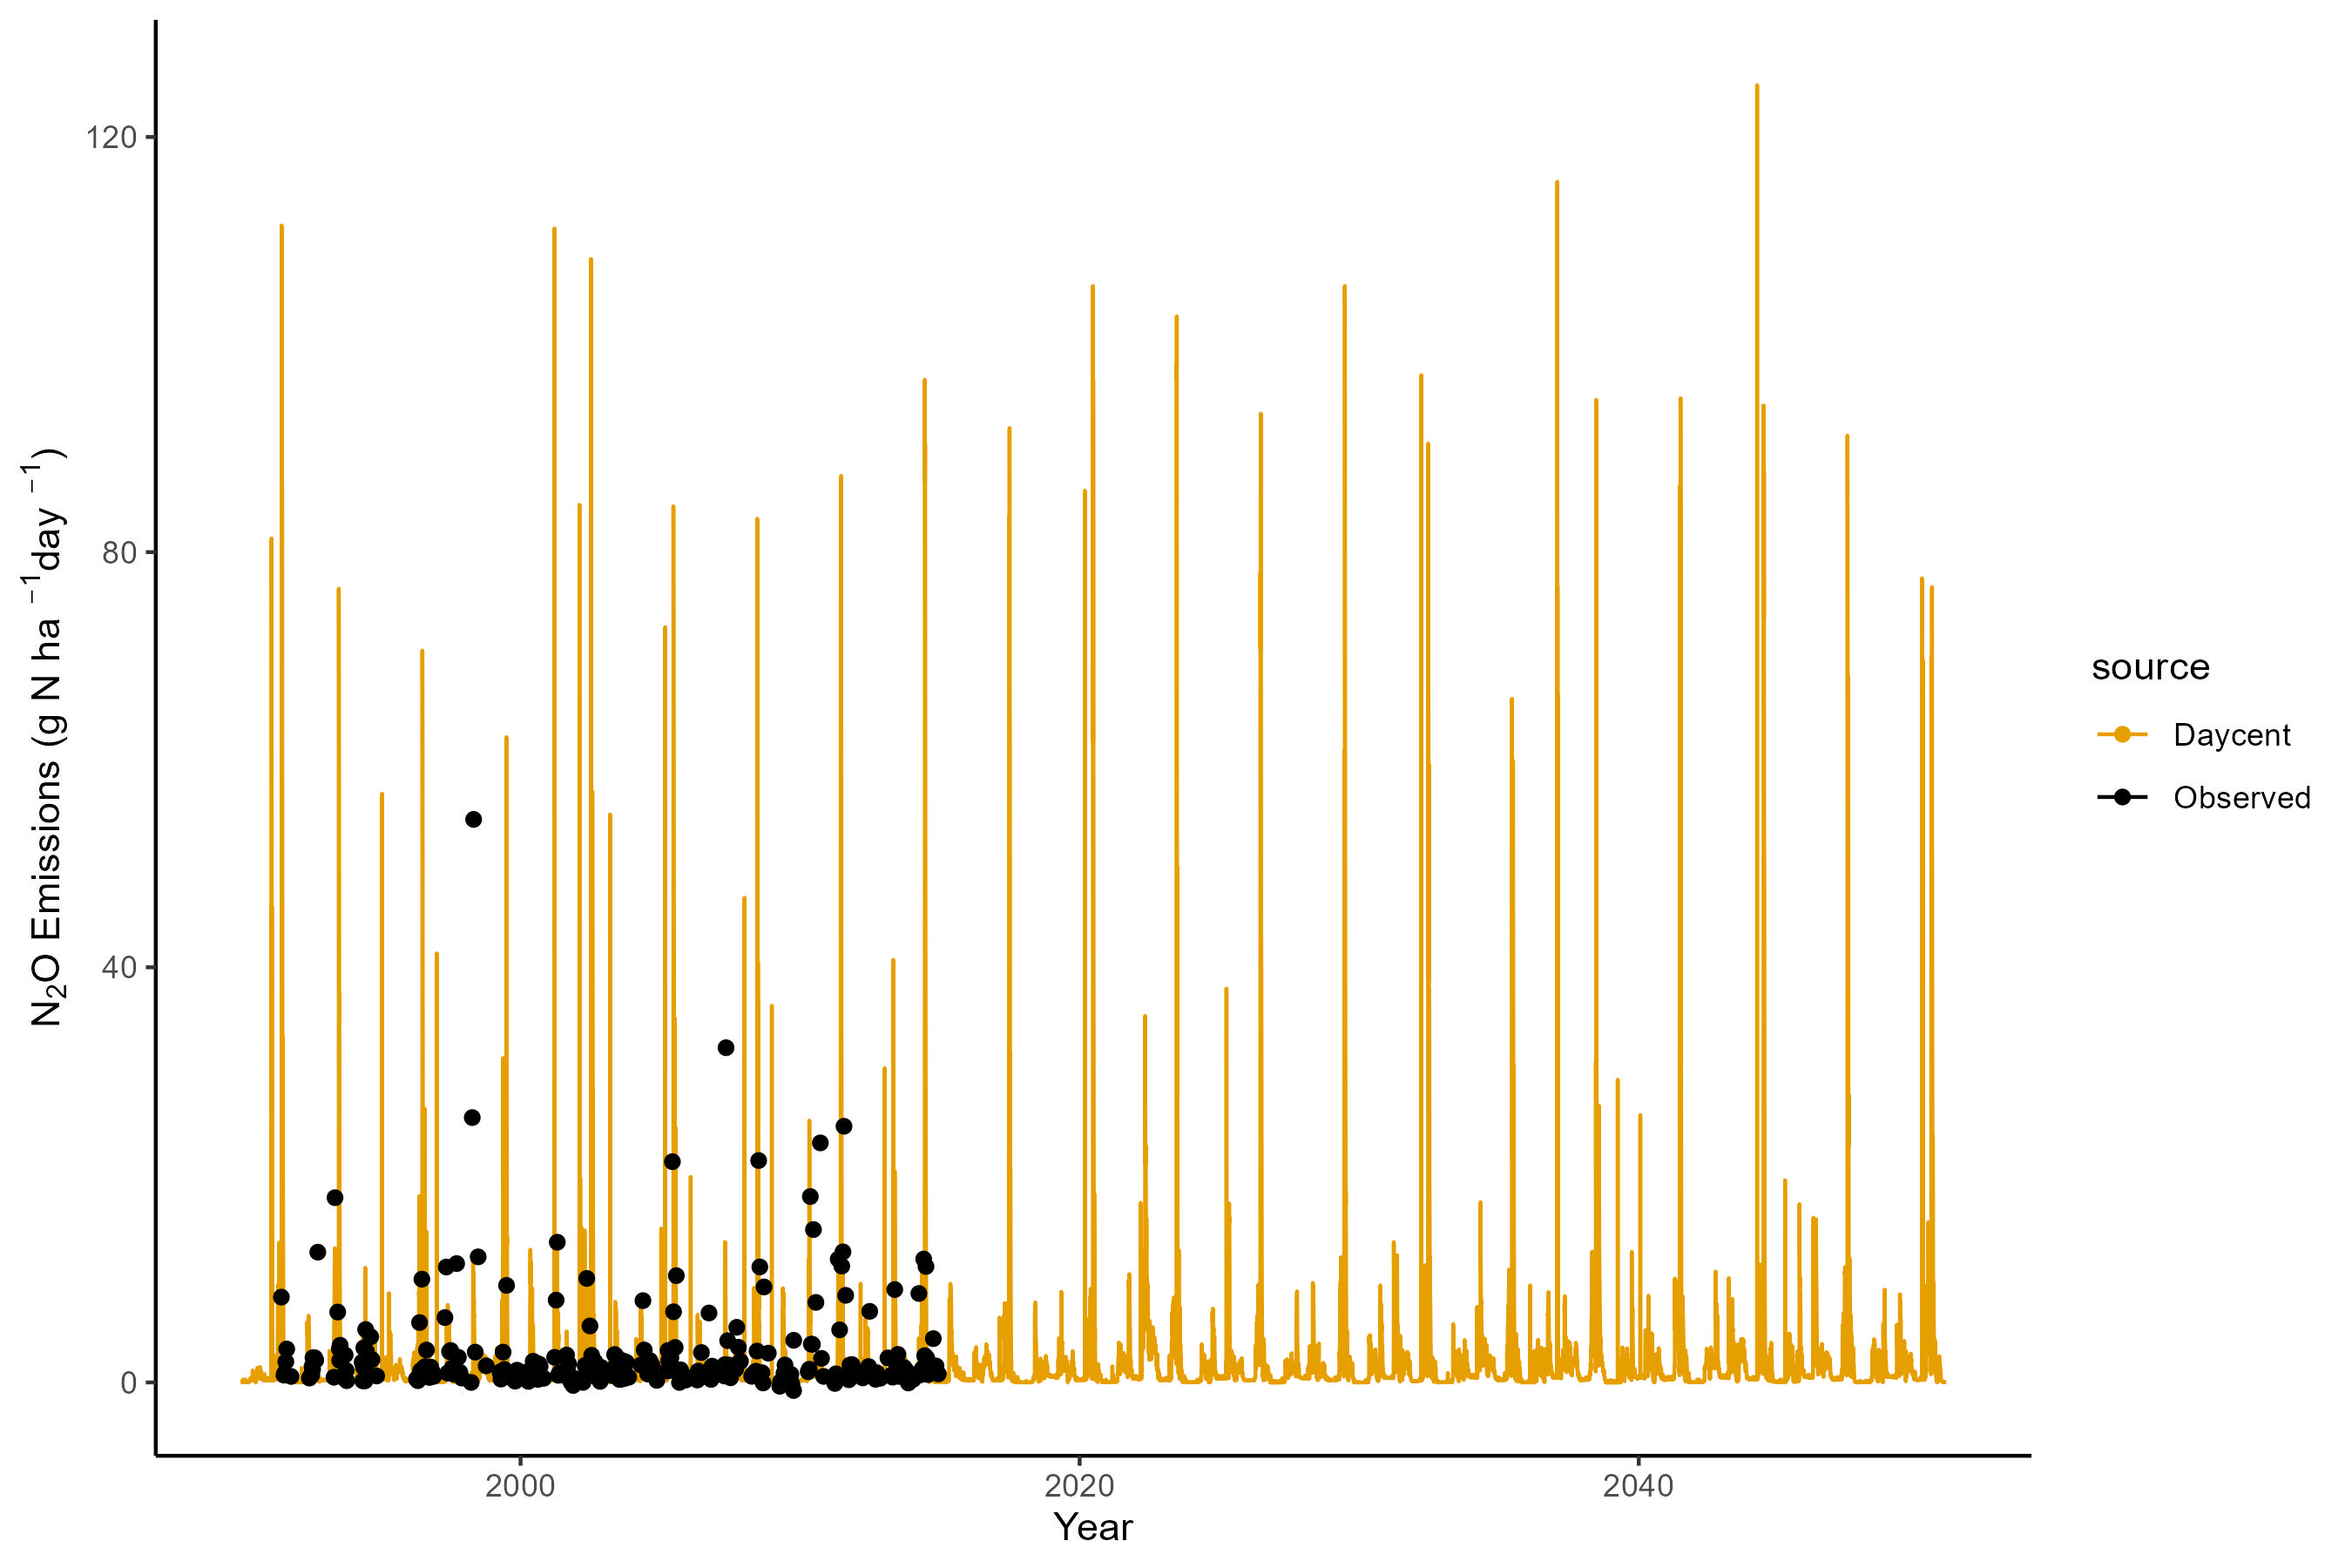 N₂O Emissions (g N ha ⁻¹day ⁻¹)
120
80
40
0
2000
2020
2040
Year
source
Daycent
Observed